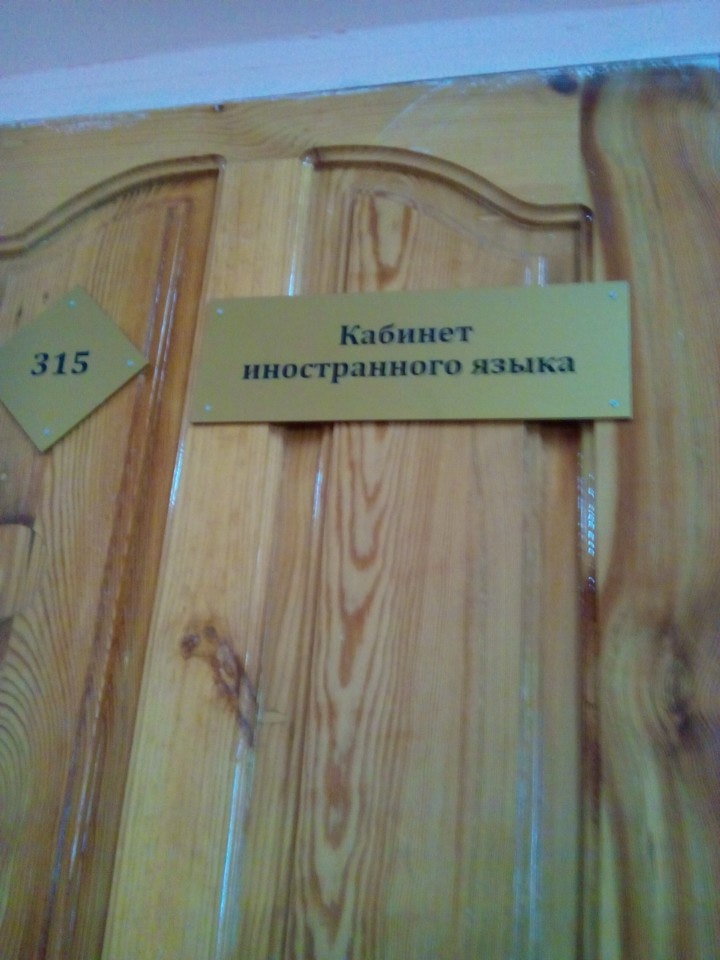 315
Кабинет
иностранного языка